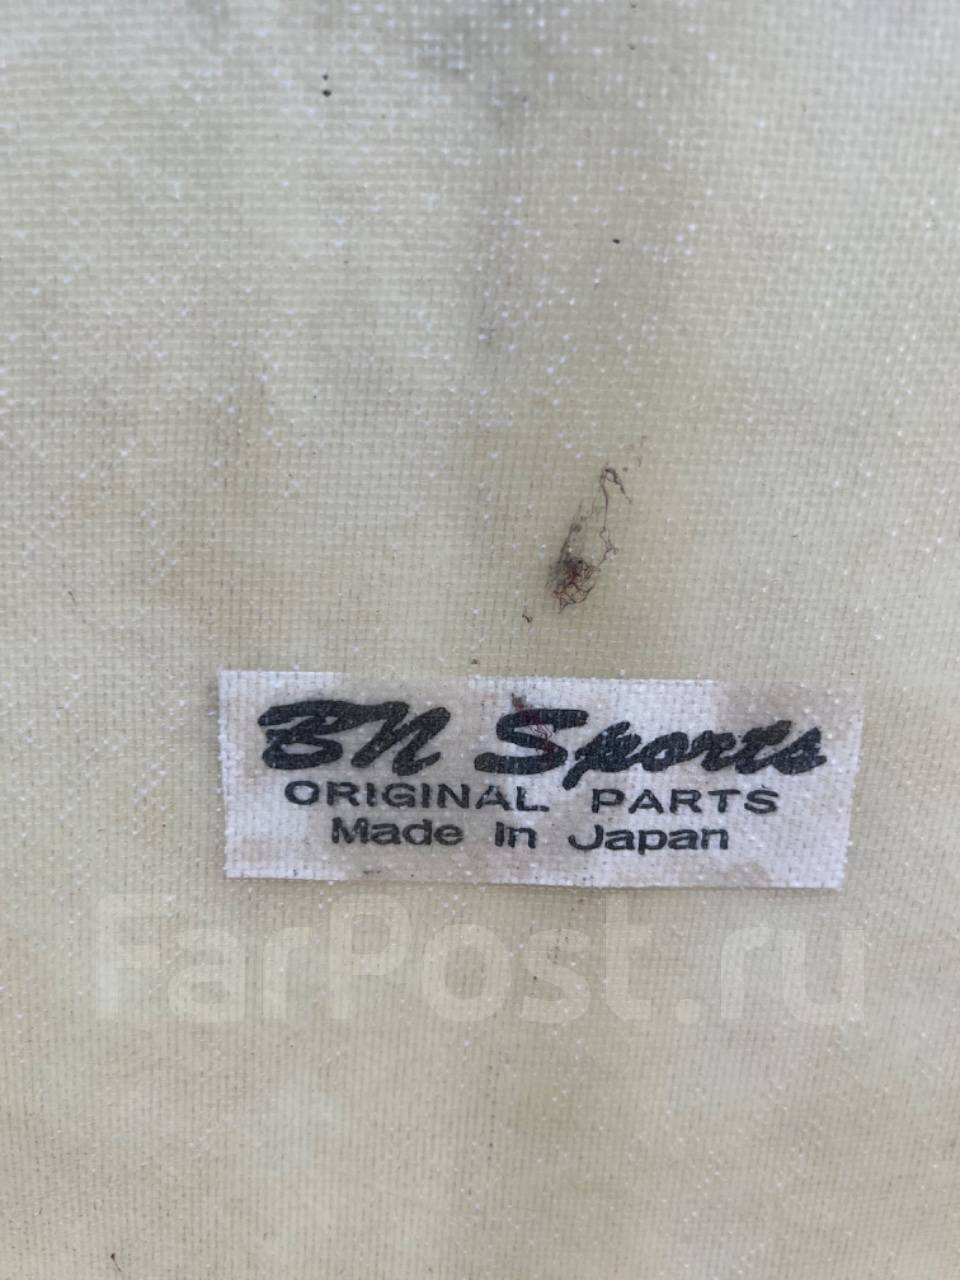 BN Sports
ORIGINAL PARTS
Made in Japan
FarPost.ru